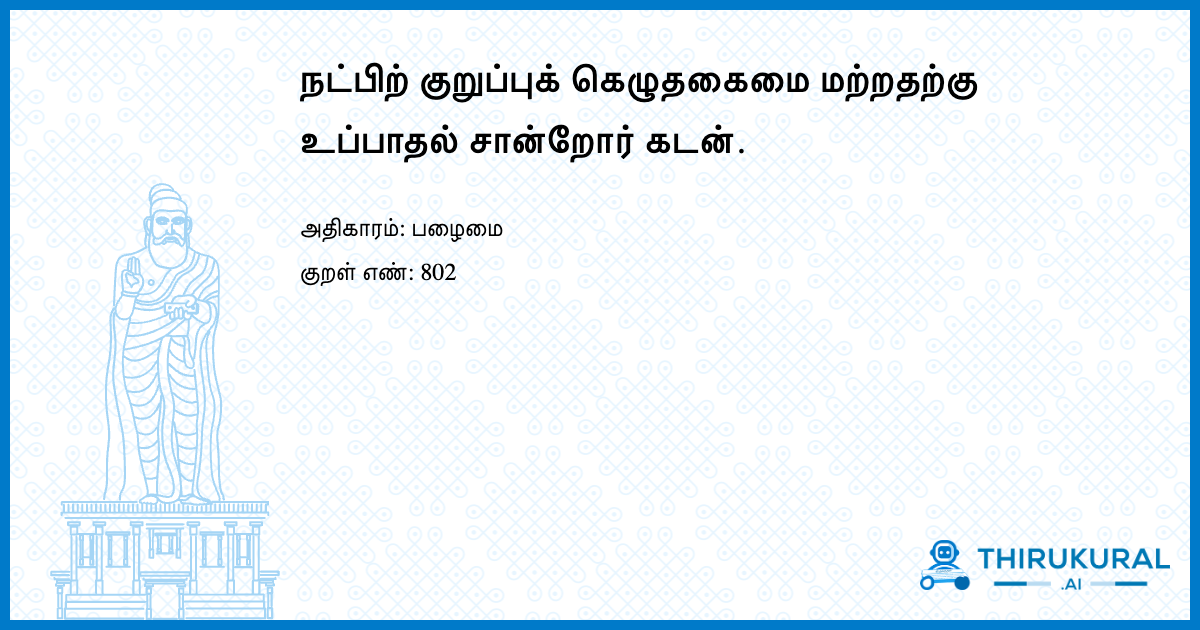 நட்பிற் குறுப்புக் கெழுதகைமை மற்றதற்கு
உப்பாதல் சான்றோர் கடன்.
அதிகாரம்: பழைமை
குறள் எண்: 802
THIRUKURAL
.AI